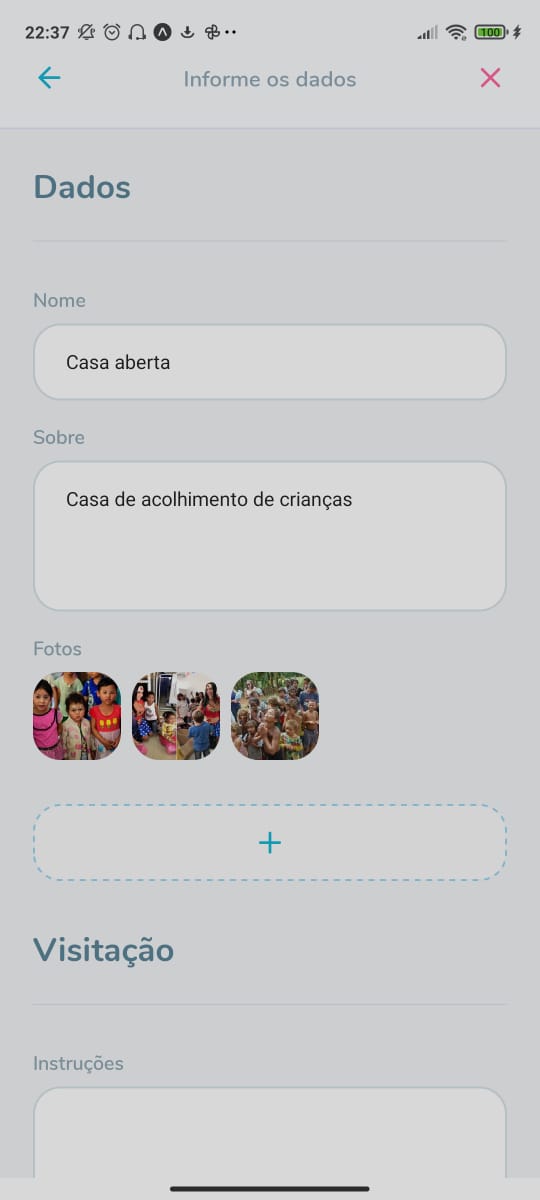 22:37
100
Informe os dados
Dados
Nome
Casa aberta
Sobre
Casa de acolhimento de crianças
Fotos
Visitação
Instruções